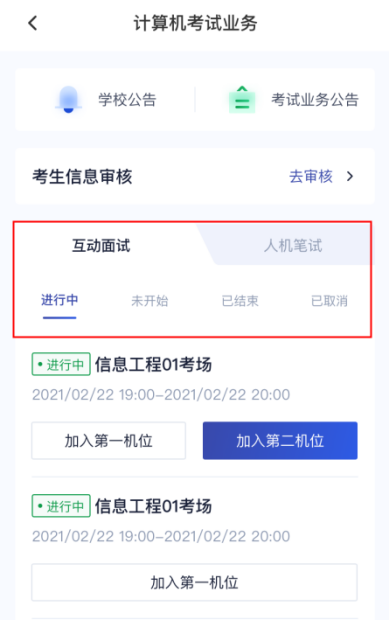 计算机考试业务
学校公告 考试业务公告
考生信息审核 去审核
互动面试 人机笔试
进行中 未开始 已结束 已取消
进行中 信息工程01考场
2021/02/22 19:00-2021/02/22 20:00
加入第一机位 加入第二机位
进行中 信息工程01考场
2021/02/22 19:00-2021/02/22 20:00
加入第一机位